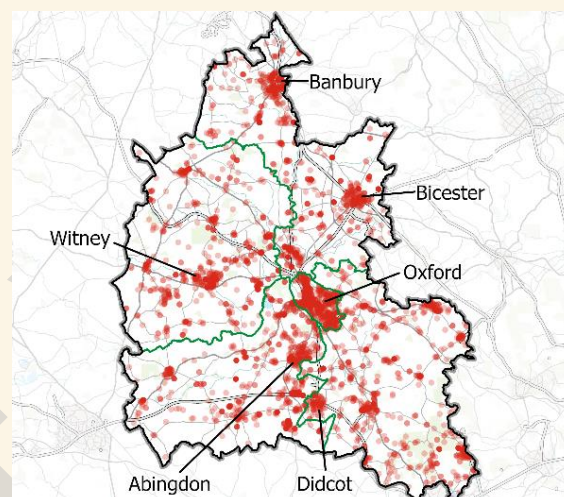 Banbury
Bicester
Witney
Oxford
Abingdon
Didcot